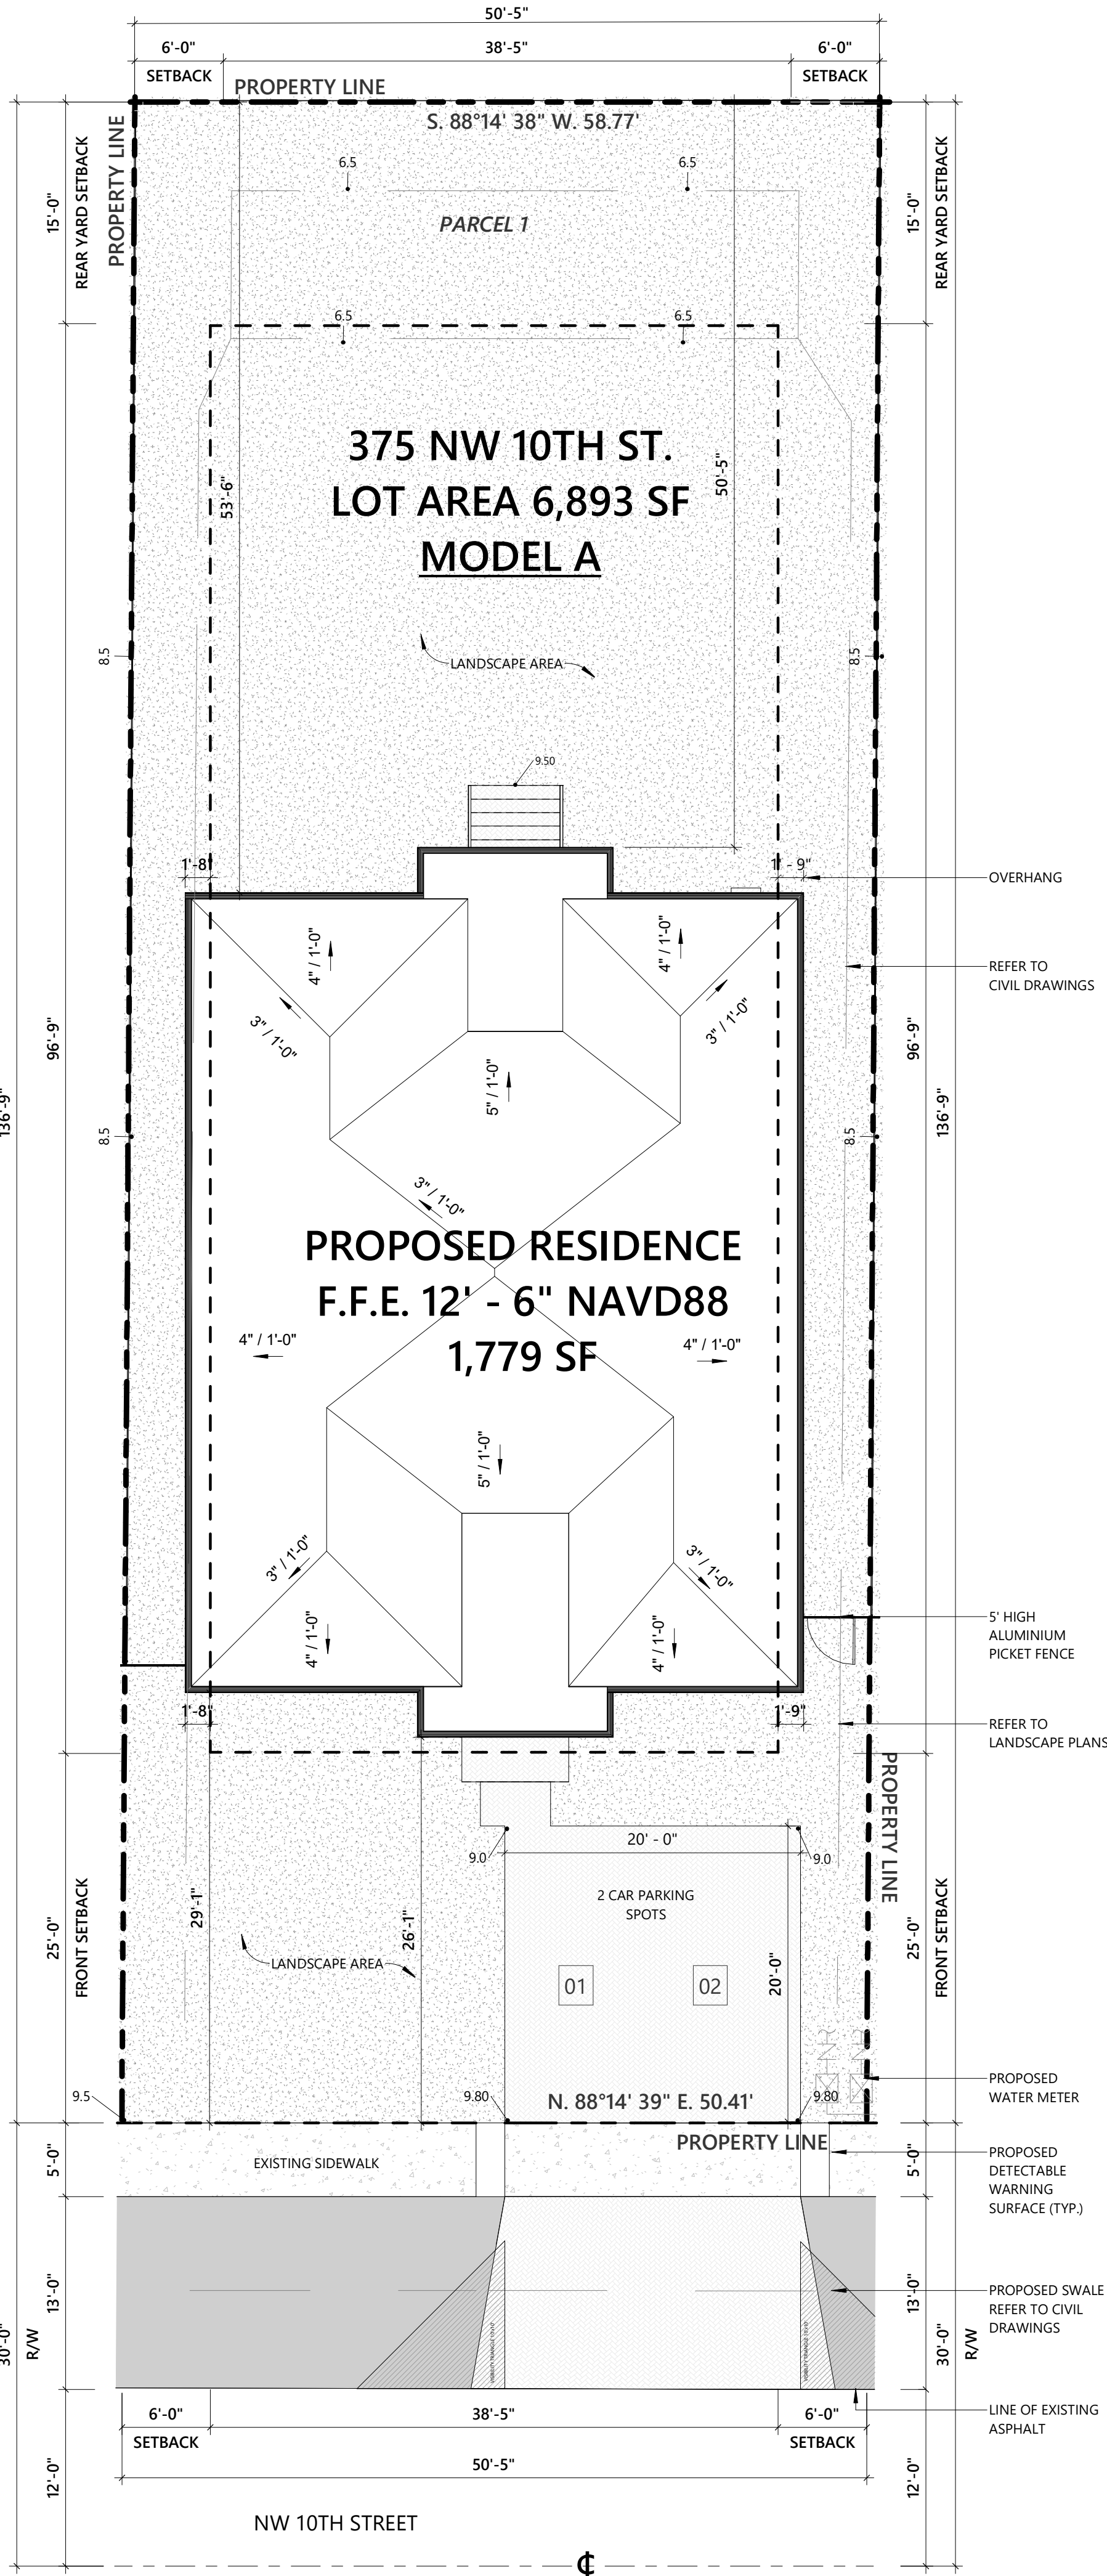 50'-5"
6'-0" 38'-5" 6'-0"
SETBACK SETBACK
PROPERTY LINE
S. 88°14' 38" W. 58.77'
PROPERTY LINE
15'-0"
REAR YARD SETBACK
15'-0"
REAR YARD SETBACK
6.5 6.5
PARCEL 1
6.5 6.5
375 NW 10TH ST.
LOT AREA 6,893 SF
MODEL A
53'-6"
50'-5"
LANDSCAPE AREA
8.5 8.5
9.50
1'-8" 1' - 9"
OVERHANG
4" / 1'-0" 4" / 1'-0"
REFER TO
CIVIL DRAWINGS
3" / 1'-0" 3" / 1'-0"
96'-9" 96'-9"
136'-9" 136'-9"
5" / 1'-0"
8.5 8.5
3" / 1'-0"
PROPOSED RESIDENCE
F.F.E. 12' - 6" NAVD88
1,779 SF
4" / 1'-0" 4" / 1'-0"
5" / 1'-0"
3" / 1'-0" 3" / 1'-0"
4" / 1'-0" 4" / 1'-0"
5' HIGH
ALUMINIUM
PICKET FENCE
1'-8" 1'-9"
REFER TO
LANDSCAPE PLANS
PROPERTY LINE
20' - 0"
9.0 9.0
2 CAR PARKING
SPOTS
29'-1"
26'-1"
25'-0"
FRONT SETBACK
25'-0"
FRONT SETBACK
LANDSCAPE AREA
01 02
20'-0"
PROPOSED
WATER METER
9.5 9.80 9.80
N. 88°14' 39" E. 50.41'
PROPERTY LINE
5'-0" 5'-0"
EXISTING SIDEWALK
PROPOSED
DETECTABLE
WARNING
SURFACE (TYP.)
13'-0" 13'-0"
PROPOSED SWALE
REFER TO CIVIL
DRAWINGS
30'-0"
R/W
30'-0"
R/W
VISIBILITY TRIANGLE 10'x10' VISIBILITY TRIANGLE 10'x10'
LINE OF EXISTING
ASPHALT
6'-0" 38'-5" 6'-0"
SETBACK SETBACK
50'-5"
12'-0" 12'-0"
NW 10TH STREET
℄